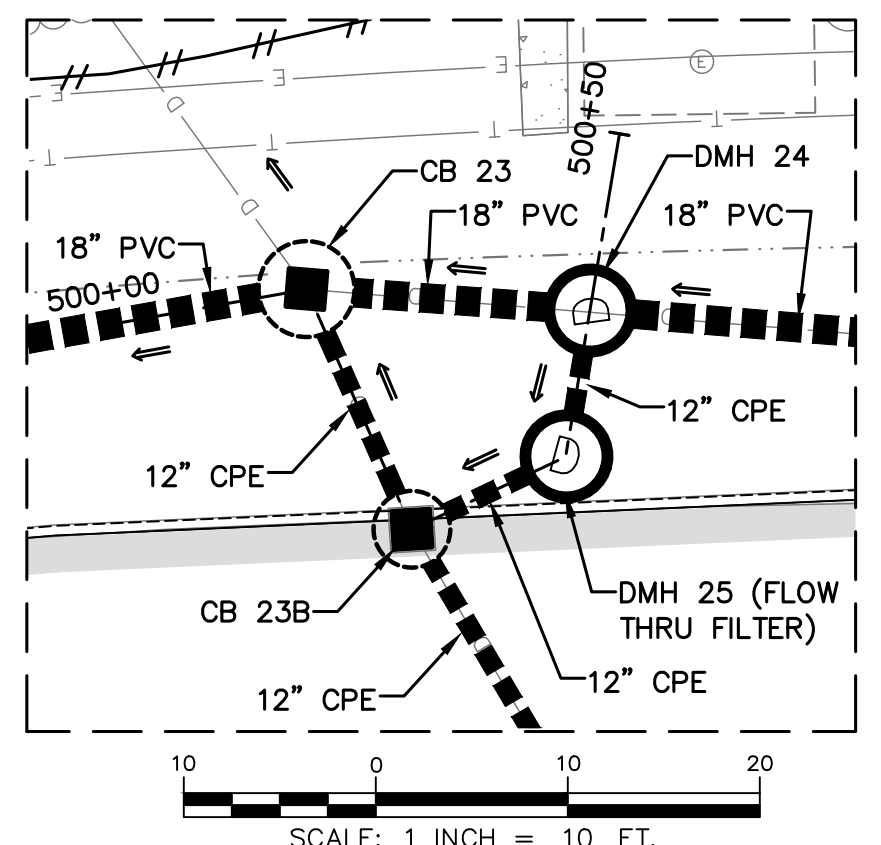 E
E
E
E
T
T
T
T
D
D
500+50
CB 23
DMH 24
18” PVC
18” PVC
18” PVC
500+00
D
D
12” CPE
12” CPE
CB 23B
DMH 25 (FLOW
THRU FILTER)
12” CPE
12” CPE
10 0 10 20
SCALE: 1 INCH = 10 FT.